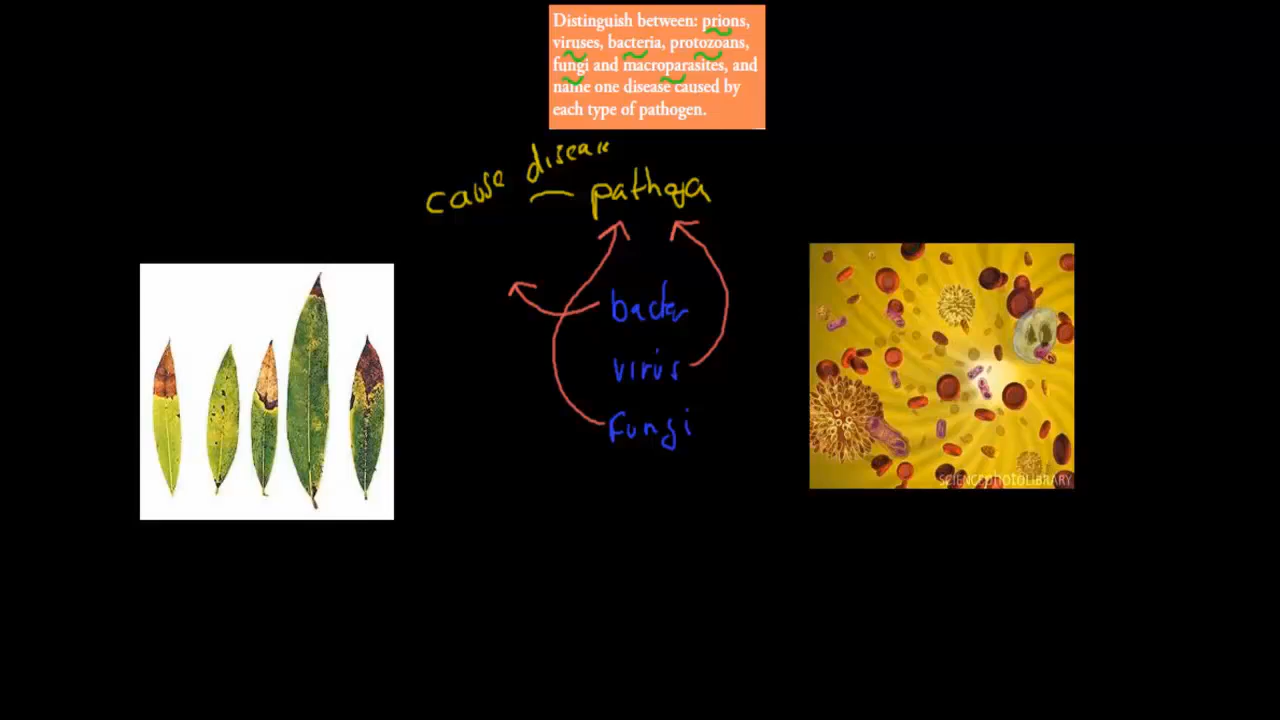 Distinguish between: prions,
viruses, bacteria, protozoans,
fungi and macroparasites, and
name one disease caused by
each type of pathogen.
cause disease
bacter
virus
Fungi
SCIENCEPHOTOLIBRARY